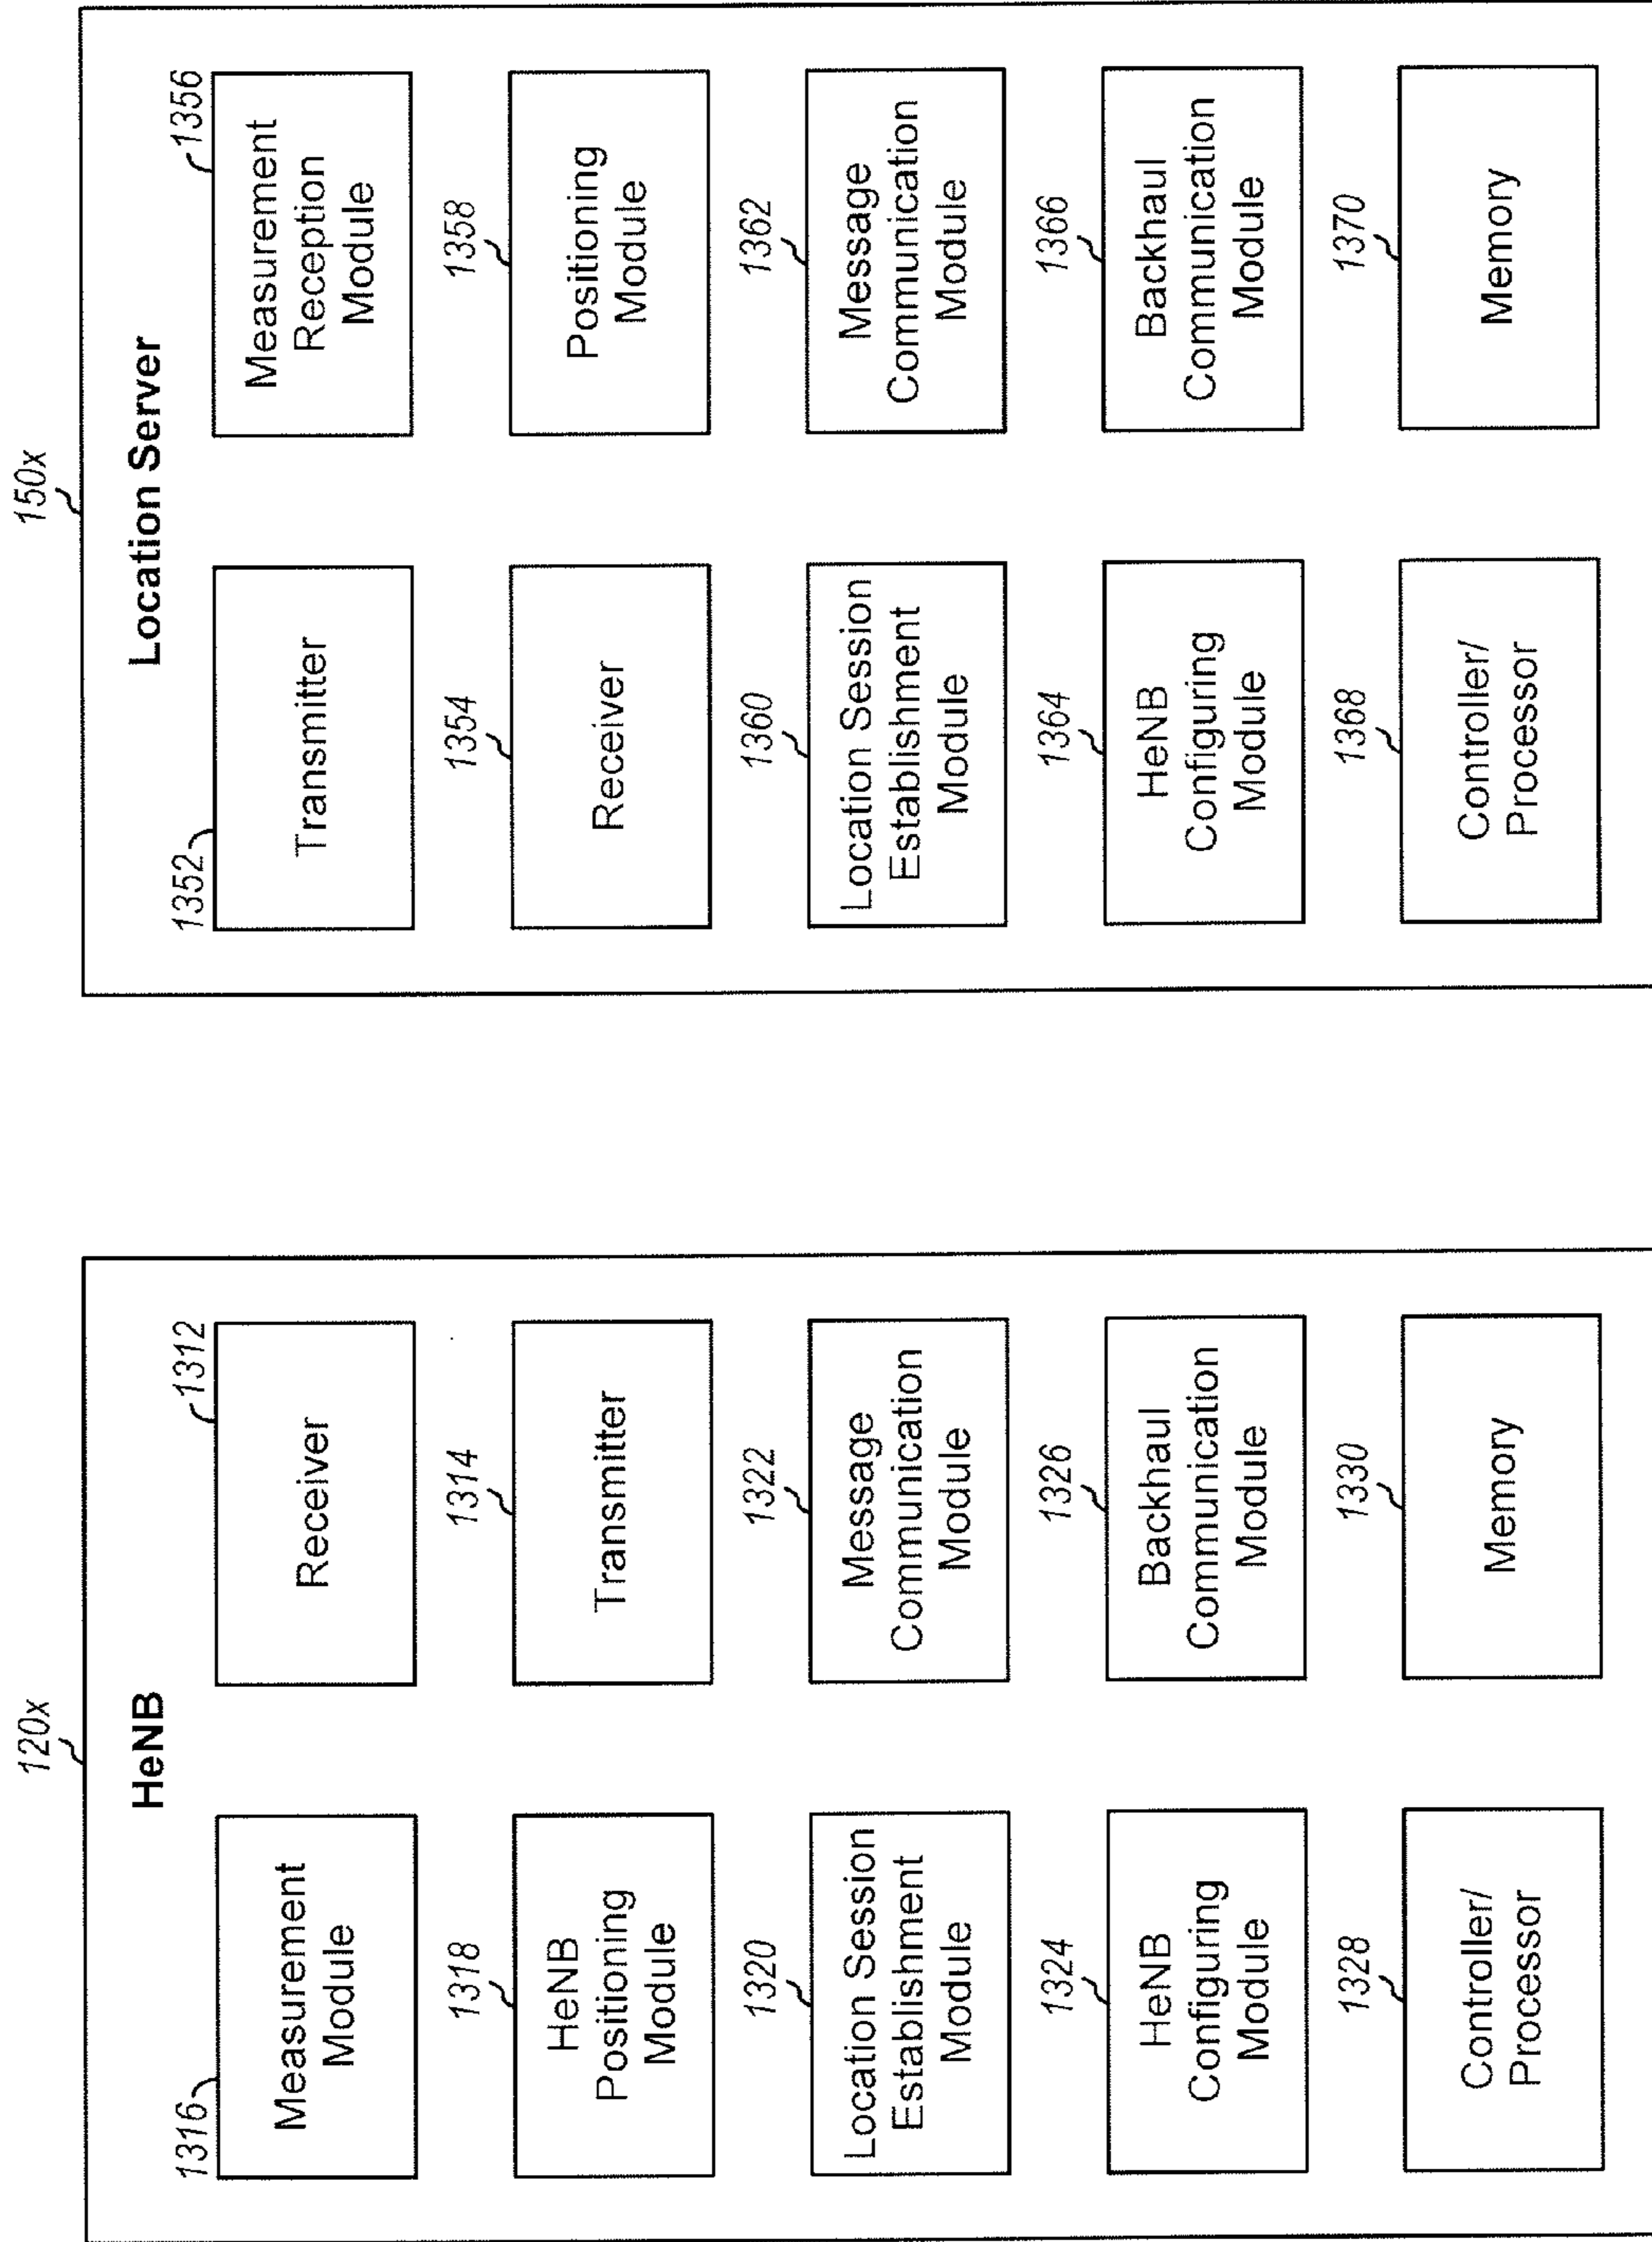 120x
HeNB
1316
Measurement
Module
1312
Receiver
1318
HeNB
Positioning
Module
1314
Transmitter
1320
Location Session
Establishment
Module
1322
Message
Communication
Module
1324
HeNB
Configuring
Module
1326
Backhaul
Communication
Module
1328
Controller/
Processor
1330
Memory
150x
Location Server
1352
Transmitter
1356
Measurement
Reception
Module
1354
Receiver
1358
Positioning
Module
1360
Location Session
Establishment
Module
1362
Message
Communication
Module
1364
HeNB
Configuring
Module
1366
Backhaul
Communication
Module
1368
Controller/
Processor
1370
Memory